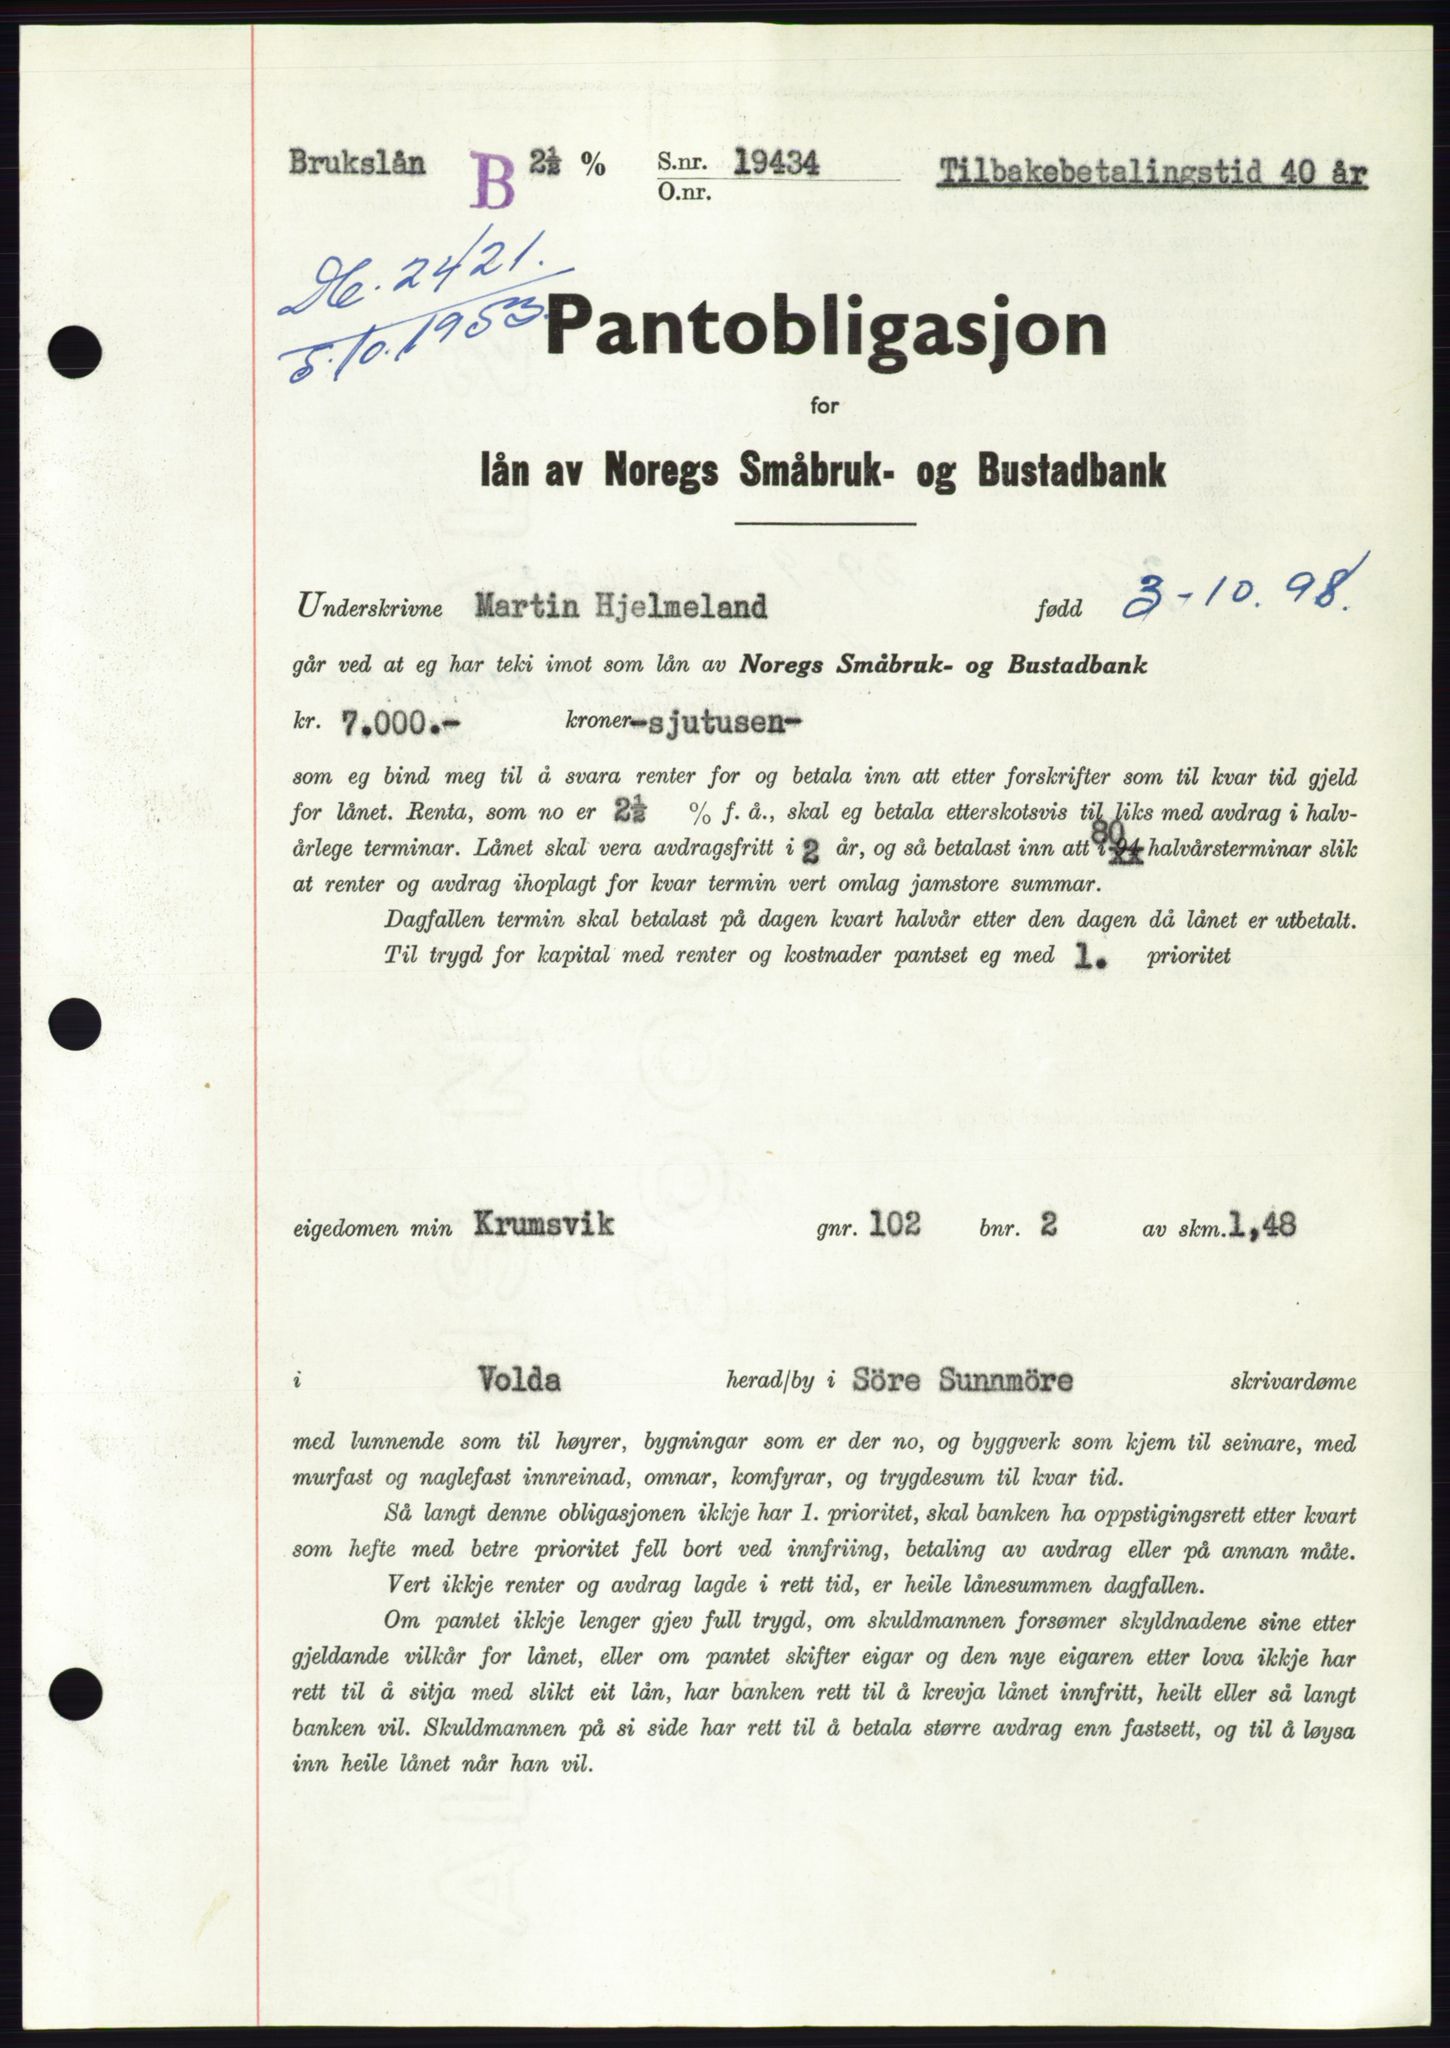 Brukslån B 2½ % S.nr. 19434 Tilbakebetalingstid 40 år
O.nr.
Db. 2421.
5.10.1953.
Pantobligasjon
for
lån av Noregs Småbruk- og Bustadbank
Underskrivne Martin Hjelmeland fødd 3-10.98.
går ved at eg har teki imot som lån av Noregs Småbruk- og Bustadbank
kr. 7.000.- kroner -sjutusen-
som eg bind meg til å svara renter for og betala inn att etter forskrifter som til kvar tid gjeld
for lånet. Renta, som no er 2½ % f. å., skal eg betala etterskotsvis til liks med avdrag i halv-
årlege terminar. Lånet skal vera avdragsfritt i 2 år, og så betalast inn att i 80 halvårsterminar slik
at renter og avdrag ihoplagt for kvar termin vert omlag jamstore summar.
Dagfallen termin skal betalast på dagen kvart halvår etter den dagen då lånet er utbetalt.
Til trygd for kapital med renter og kostnader pantset eg med 1. prioritet
eigedomen min Krumsvik gnr. 102 bnr. 2 av skm. 1,48
i Volda herad/by i Söre Sunnmöre skrivardøme
med lunnende som til høyrer, bygningar som er der no, og byggverk som kjem til seinare, med
murfast og naglefast innreinad, omnar, komfyrar, og trygdesum til kvar tid.
Så langt denne obligasjonen ikkje har 1. prioritet, skal banken ha oppstigingsrett etter kvart
som hefte med betre prioritet fell bort ved innfriing, betaling av avdrag eller på annan måte.
Vert ikkje renter og avdrag lagde i rett tid, er heile lånesummen dagfallen.
Om pantet ikkje lenger gjev full trygd, om skuldmannen forsømer skyldnadene sine etter
gjeldande vilkår for lånet, eller om pantet skifter eigar og den nye eigaren etter lova ikkje har
rett til å sitja med slikt eit lån, har banken rett til å krevja lånet innfritt, heilt eller så langt
banken vil. Skuldmannen på si side har rett til å betala større avdrag enn fastsett, og til å løysa
inn heile lånet når han vil.